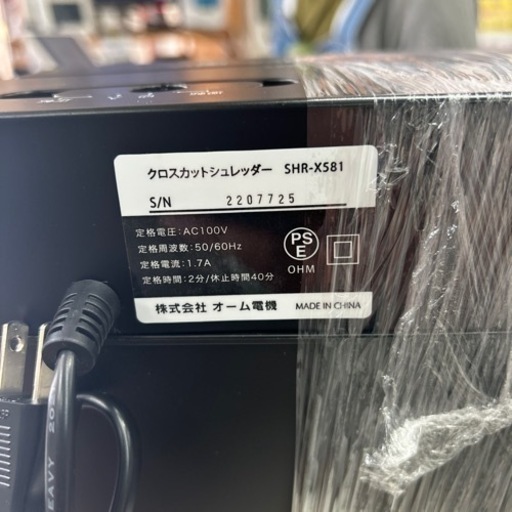 クロスカットシュレッダー SHR-X581
S/N 2207725
定格電圧:AC100V
定格周波数:50/60Hz
定格電流:1.7A
定格時間:2分/休止時間40分
PSE
OHM
株式会社 オーム電機 MADE IN CHINA